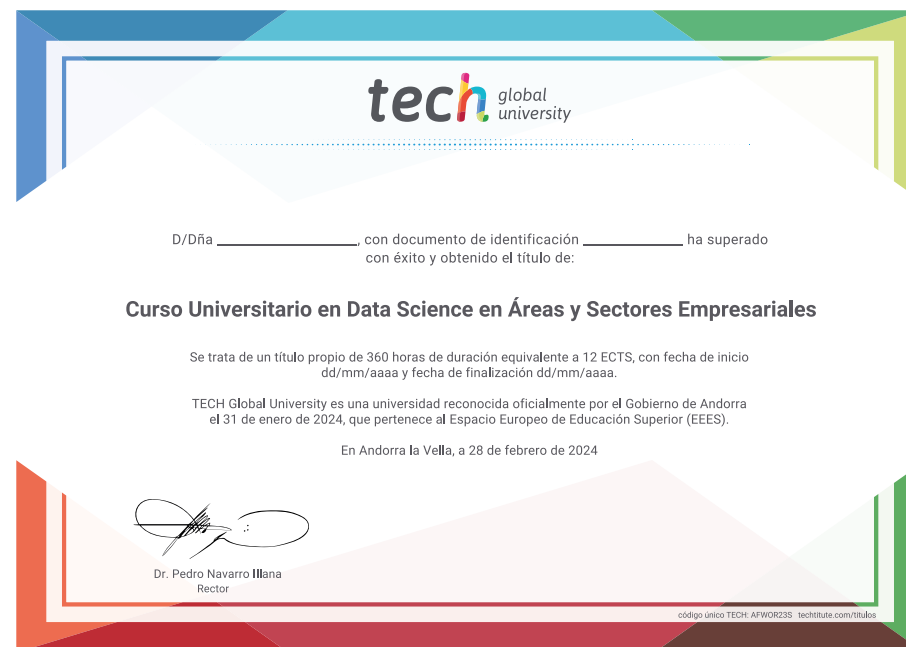 tech global university
D/Dña ________________, con documento de identificación ____________ ha superado
con éxito y obtenido el título de:
Curso Universitario en Data Science en Áreas y Sectores Empresariales
Se trata de un título propio de 360 horas de duración equivalente a 12 ECTS, con fecha de inicio
dd/mm/aaaa y fecha de finalización dd/mm/aaaa.
TECH Global University es una universidad reconocida oficialmente por el Gobierno de Andorra
el 31 de enero de 2024, que pertenece al Espacio Europeo de Educación Superior (EEES).
En Andorra la Vella, a 28 de febrero de 2024
Dr. Pedro Navarro Illana
Rector
código único TECH: AFWOR23S techtitute.com/titulos